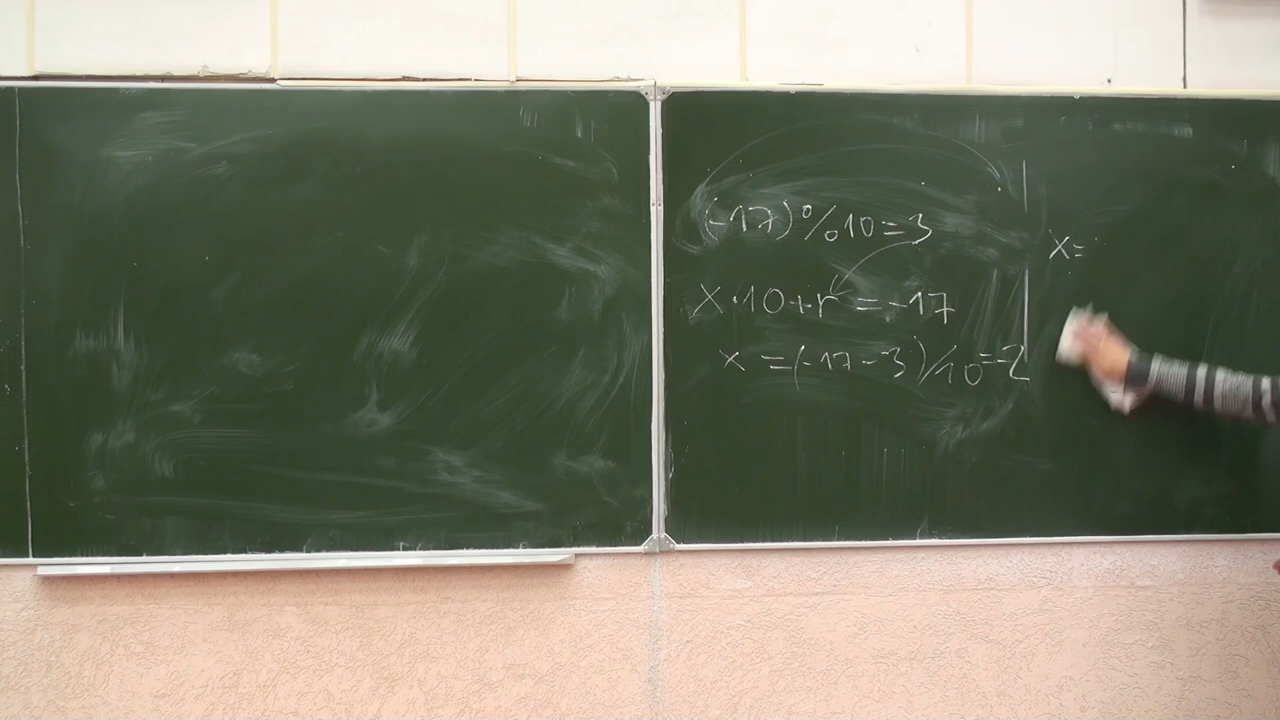 (-17)%10=3
x·10+r=-17
x=(-17-3)/10=-2
x=